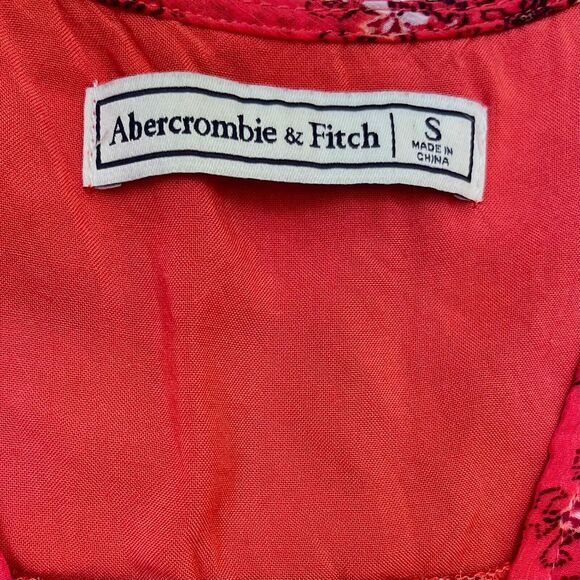 Abercrombie & Fitch
S
MADE IN
CHINA